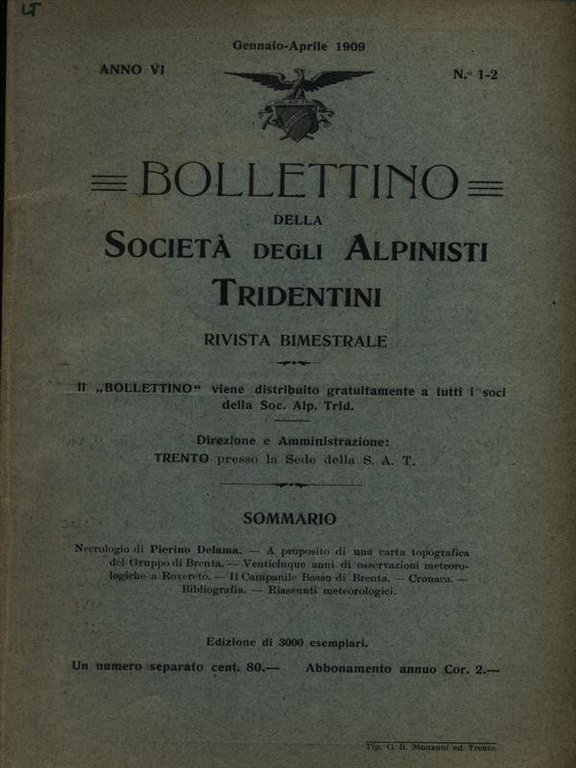 Gennaio-Aprile 1909
ANNO VI
N.º 1-2
BOLLETTINO
DELLA
SOCIETÀ DEGLI ALPINISTI
TRIDENTINI
RIVISTA BIMESTRALE
Il „BOLLETTINO“ viene distribuito gratuitamente a tutti i soci
della Soc. Alp. Trid.
Direzione e Amministrazione:
TRENTO presso la Sede della S. A. T.
SOMMARIO
Necrologio di Pierino Delama. — A proposito di una carta topografica
del Gruppo di Brenta. — Venticinque anni di osservazioni meteoro-
logiche a Rovereto. — Il Campanile Basso di Brenta. — Cronaca. —
Bibliografia. — Riassunti meteorologici.
Edizione di 3000 esemplari.
Un numero separato cent. 80.— Abbonamento annuo Cor. 2.—
Tip. G. B. Monauni ed. Trento.